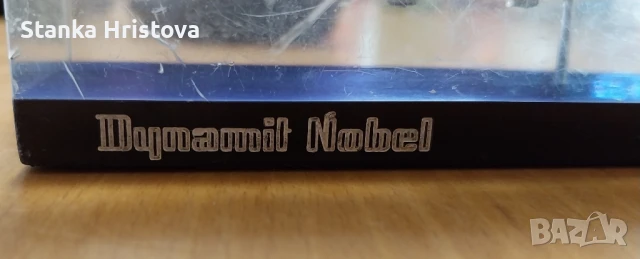 Stanka Hristova
Dynamit Nobel
BAZAR